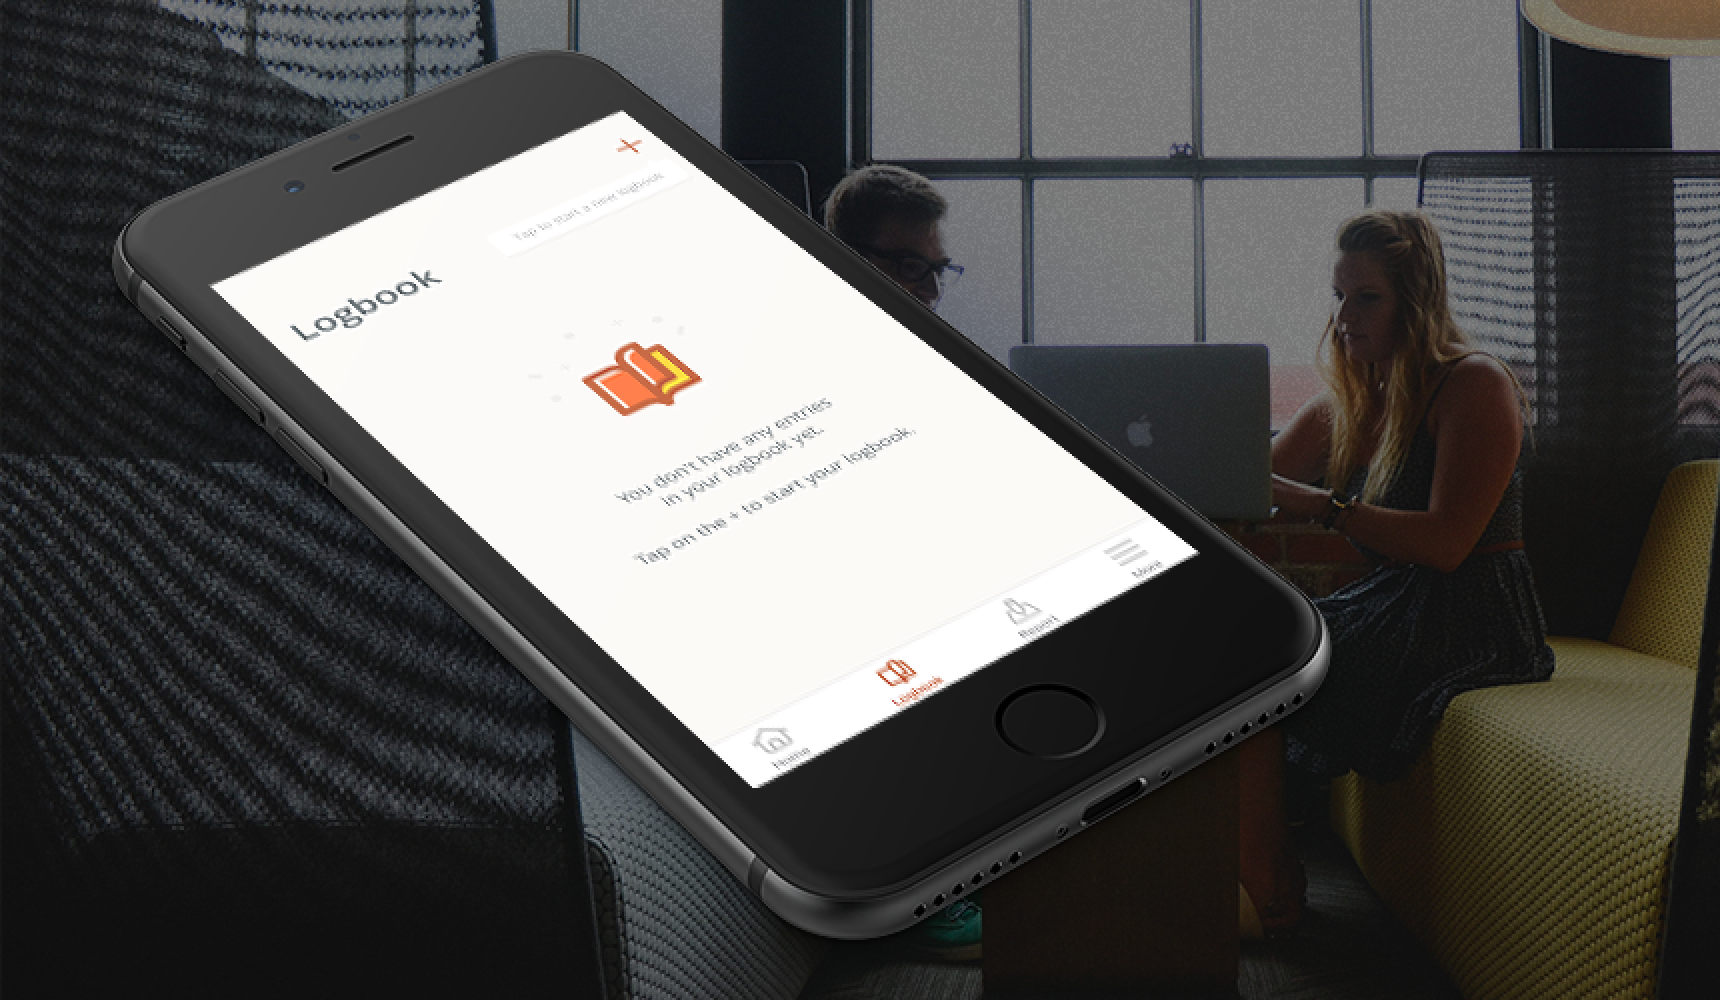 +
Tap to start a new logbook
Logbook
You don't have any entries
in your logbook yet.
Tap on the + to start your logbook.
Home
Logbook
Report
More